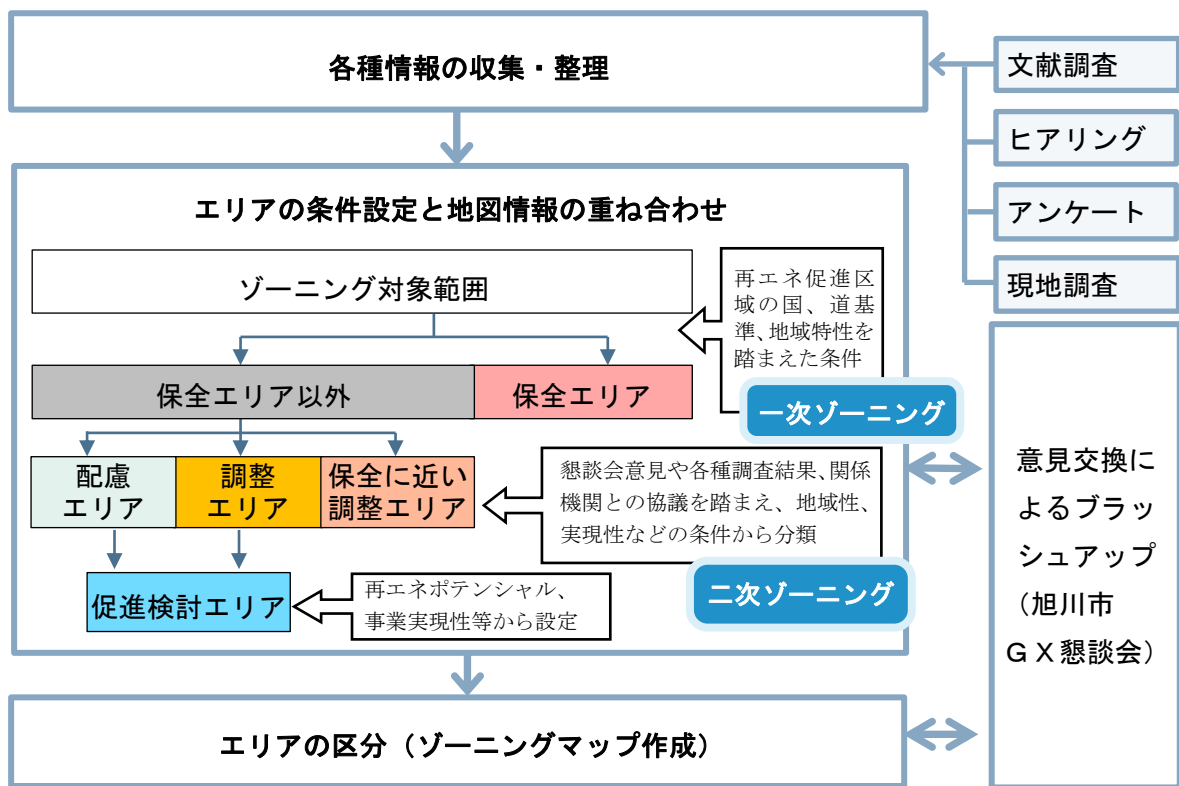 各種情報の収集・整理
文献調査
ヒアリング
アンケート
現地調査
エリアの条件設定と地図情報の重ね合わせ
ゾーニング対象範囲
再エネ促進区
域の国、道基
準、地域特性を
踏まえた条件
保全エリア以外
保全エリア
一次ゾーニング
配慮
エリア
調整
エリア
保全に近い
調整エリア
懇談会意見や各種調査結果、関係
機関との協議を踏まえ、地域性、
実現性などの条件から分類
二次ゾーニング
促進検討エリア
再エネポテンシャル、
事業実現性等から設定
意見交換に
よるブラッ
シュアップ
（旭川市
ＧＸ懇談会）
エリアの区分（ゾーニングマップ作成）